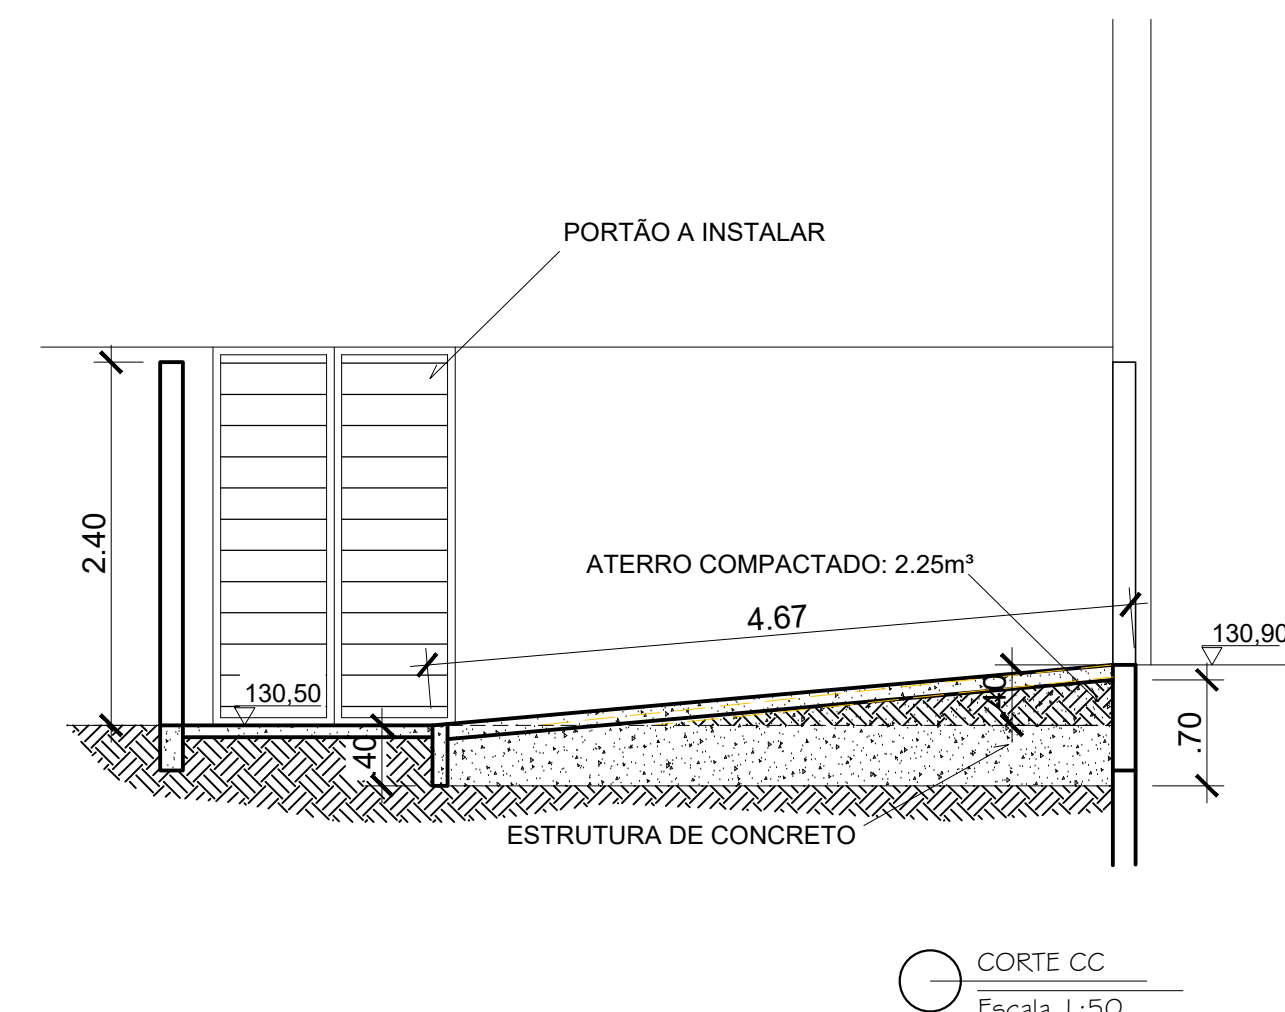 PORTÃO A INSTALAR
2.40
ATERRO COMPACTADO: 2.25m³
4.67
130,90
130,50
40
40
.70
ESTRUTURA DE CONCRETO
CORTE CC
Escala 1:50